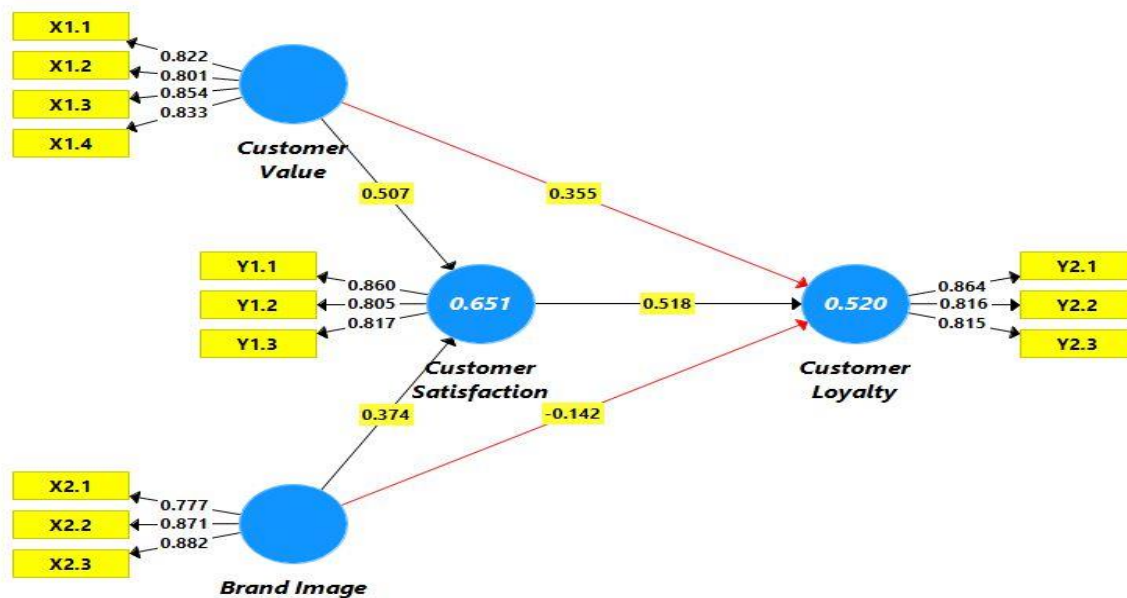 X1.1
0.822
X1.2
0.801
X1.3
0.854
0.833
X1.4
Customer
Value
0.507
0.355
Y1.1
0.860
Y1.2
0.805
Y1.3
0.817
0.651
Customer
Satisfaction
0.518
0.520
Customer
Loyalty
0.864
Y2.1
0.816
Y2.2
0.815
Y2.3
0.374
-0.142
X2.1
0.777
X2.2
0.871
X2.3
0.882
Brand Image